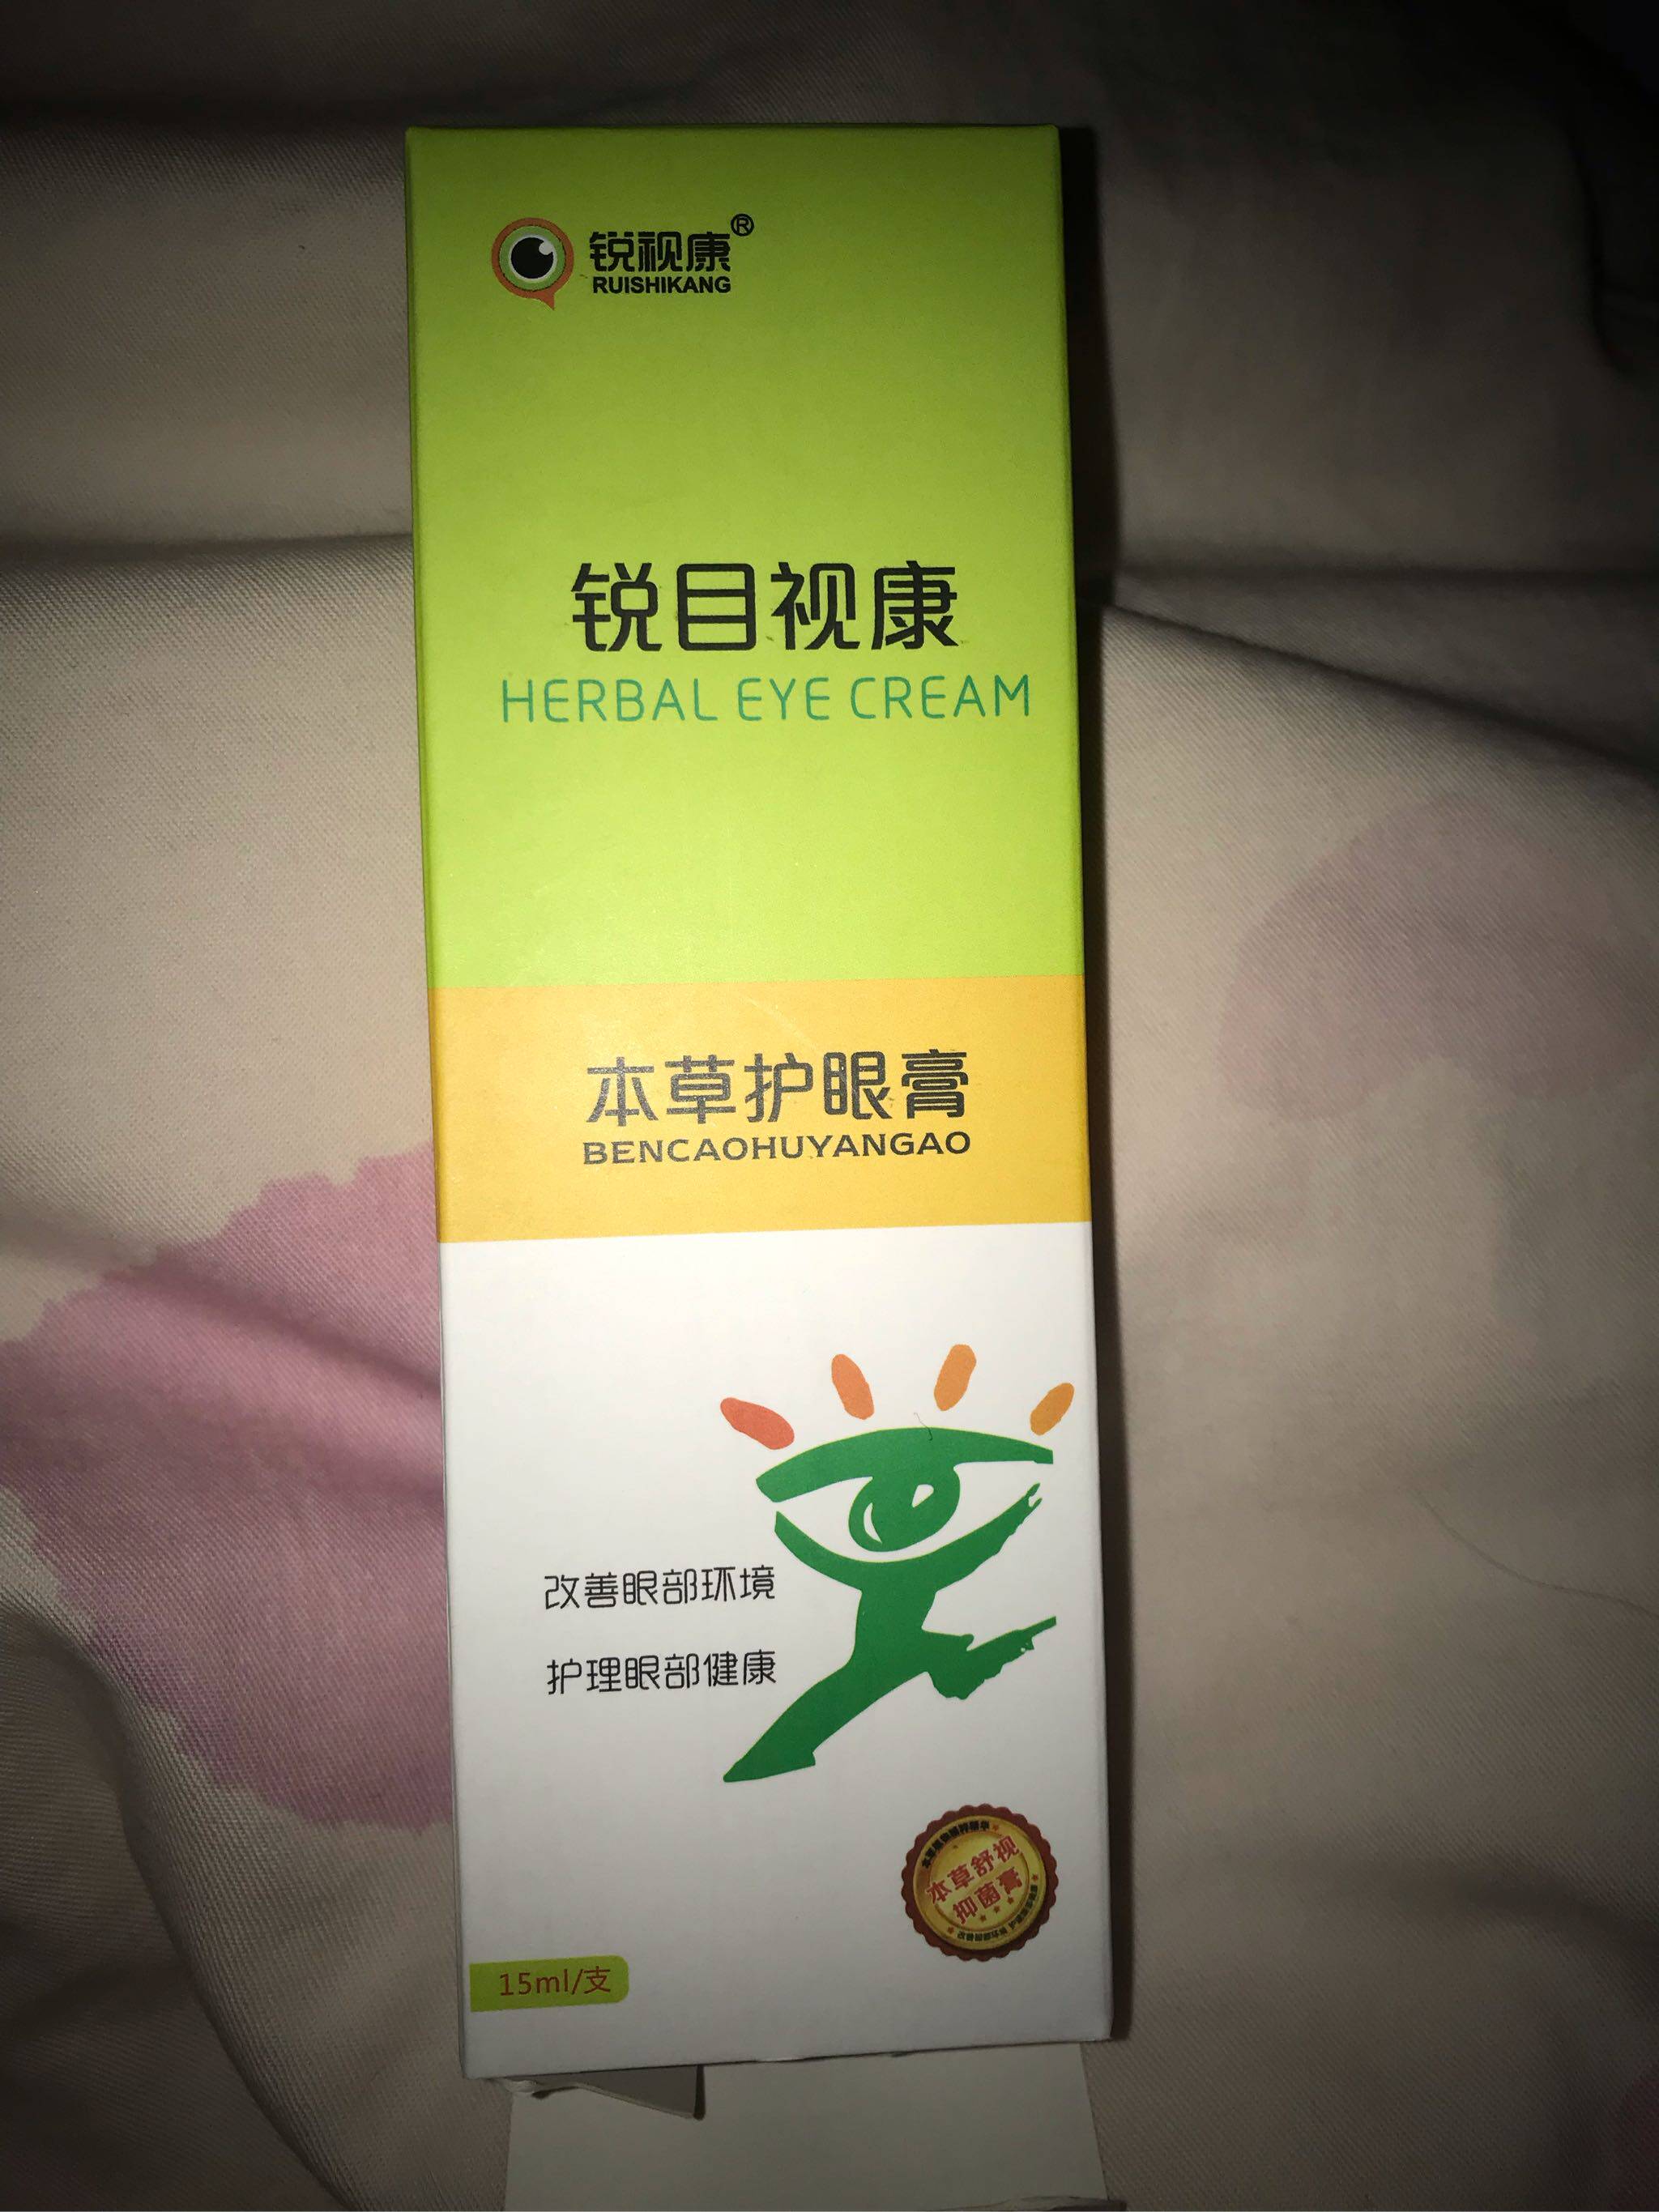 锐视康®
RUISHIKANG
锐目视康
HERBAL EYE CREAM
本草护眼膏
BENCAOHUYANGAO
改善眼部环境
护理眼部健康
本草舒视
抑菌膏
15ml/支